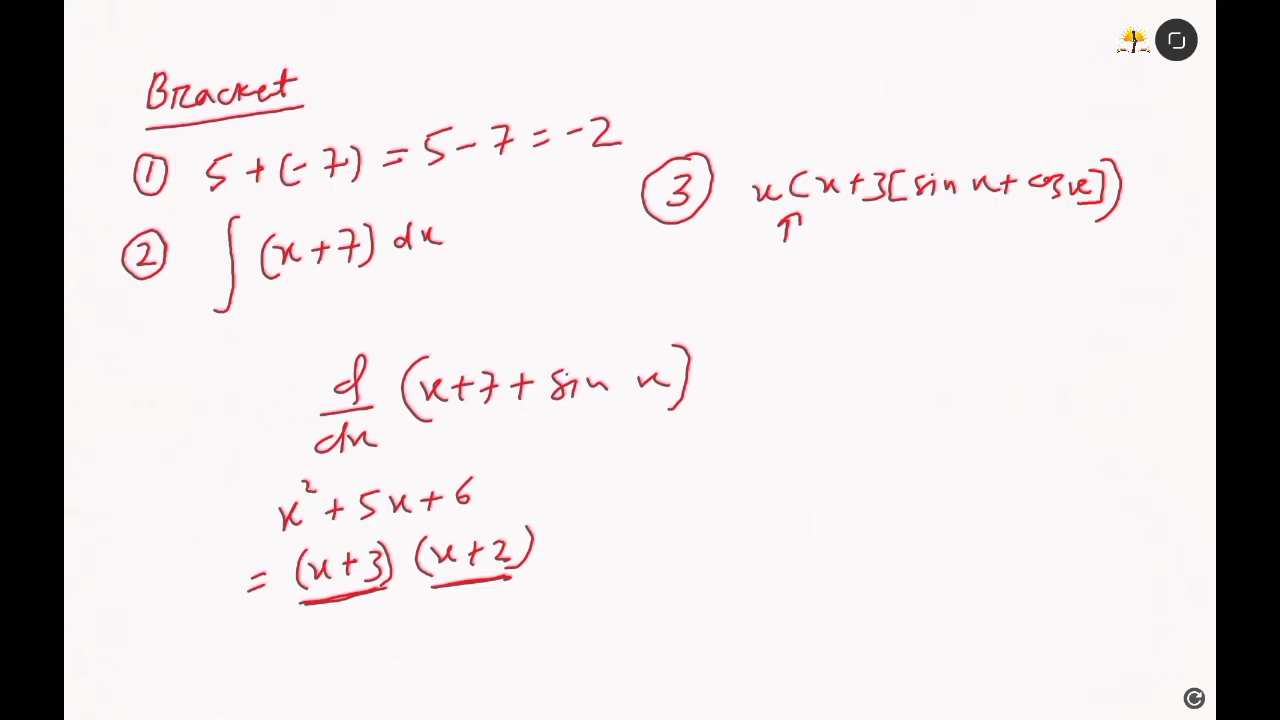 Bracket
① 5 + (-7) = 5 - 7 = -2
② ∫ (x + 7) dx
d/dx (x + 7 + sin x)
x² + 5x + 6
= (x + 3) (x + 2)
③ x (x + 3 [sin x + cos x])
↑